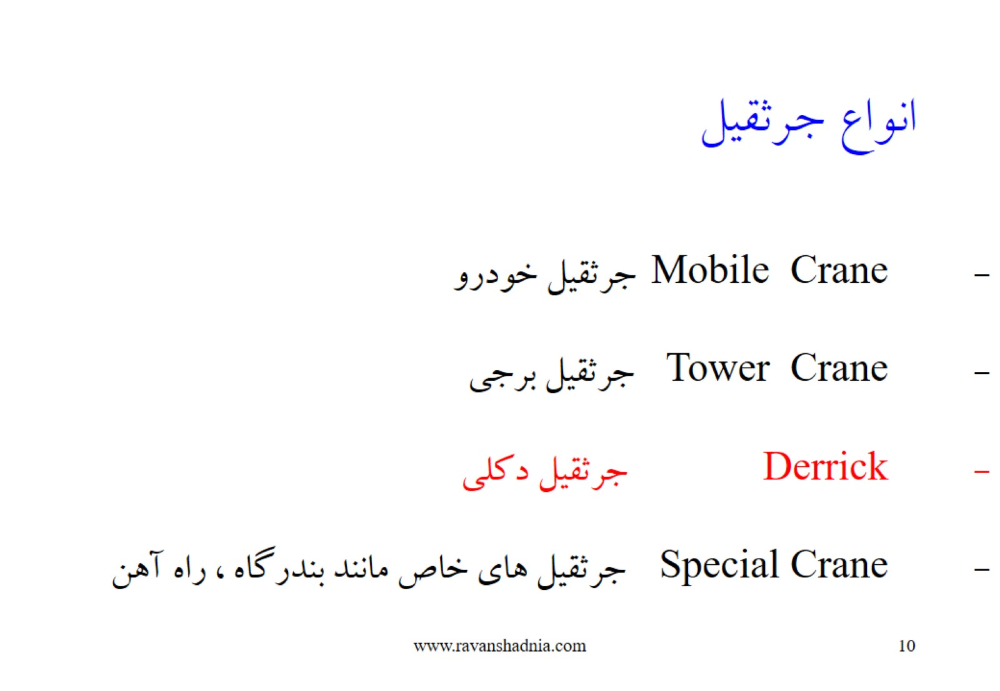 انواع جرثقیل
- Mobile Crane جرثقیل خودرو
- Tower Crane جرثقیل برجی
- Derrick جرثقیل دکلی
- Special Crane جرثقیل های خاص مانند بندرگاه ، راه آهن
www.ravanshadnia.com 10